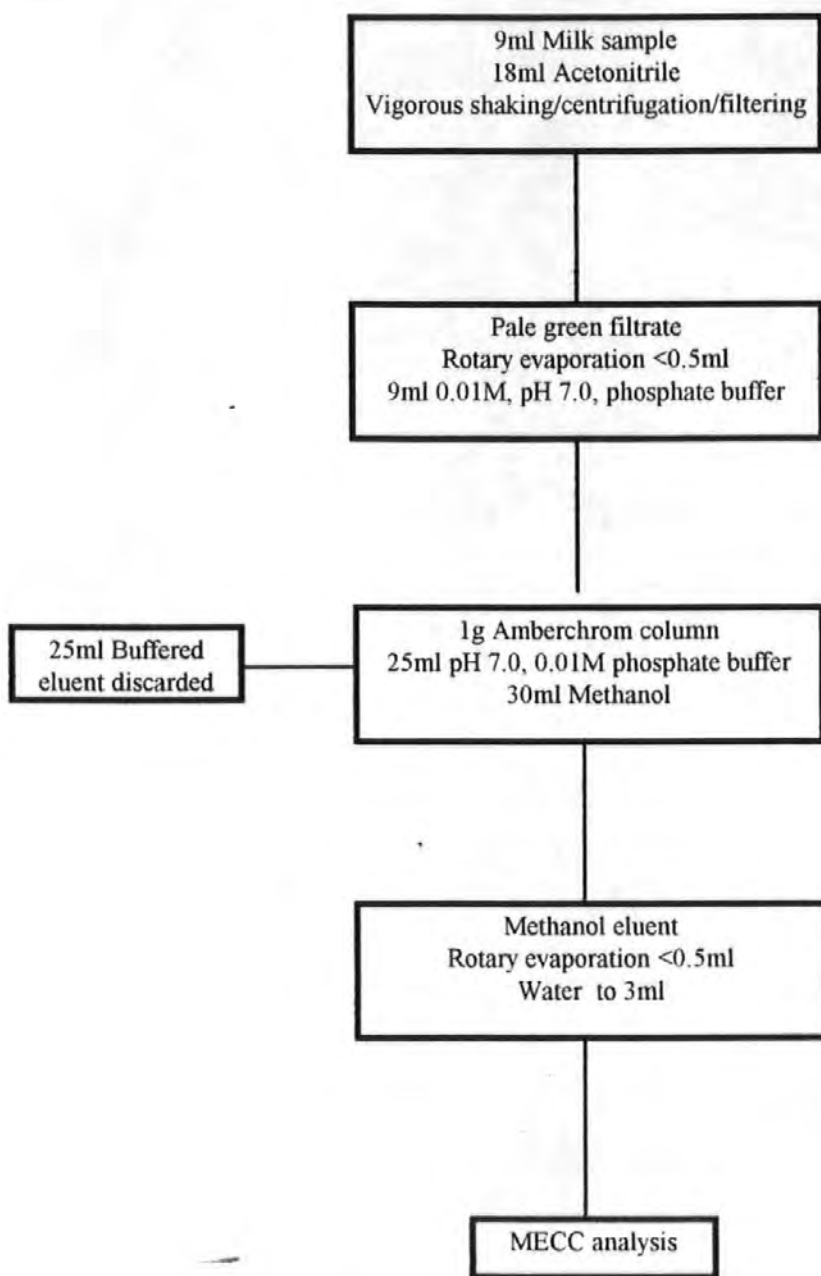 9ml Milk sample
18ml Acetonitrile
Vigorous shaking/centrifugation/filtering
Pale green filtrate
Rotary evaporation <0.5ml
9ml 0.01M, pH 7.0, phosphate buffer
25ml Buffered
eluent discarded
1g Amberchrom column
25ml pH 7.0, 0.01M phosphate buffer
30ml Methanol
Methanol eluent
Rotary evaporation <0.5ml
Water to 3ml
MECC analysis